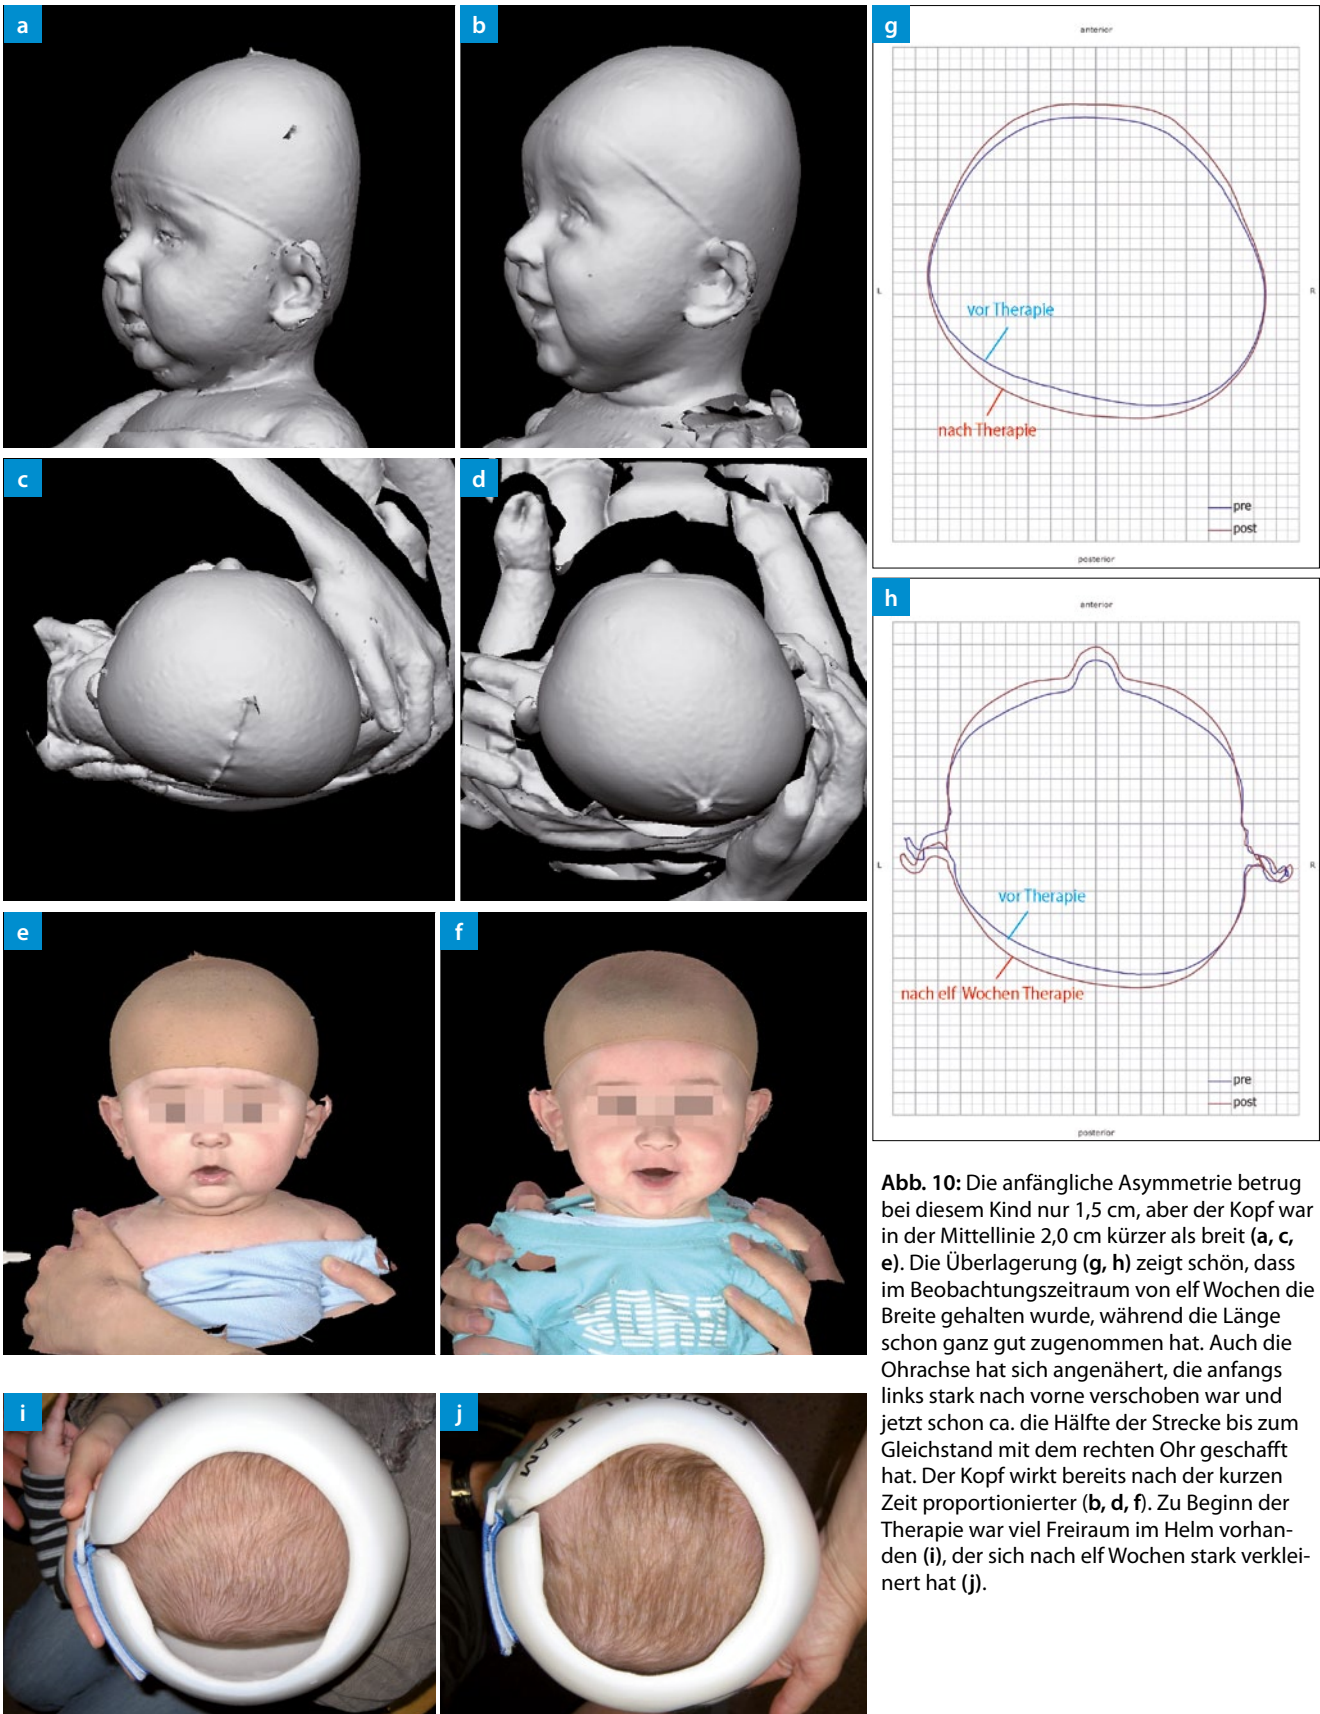 a
b
g
anterior
L
R
vor Therapie
nach Therapie
pre
post
posterior
c
d
h
anterior
L
R
vor Therapie
nach elf Wochen Therapie
pre
post
posterior
e
f
i
j
FOOTBALL TEAM
Abb. 10: Die anfängliche Asymmetrie betrug
bei diesem Kind nur 1,5 cm, aber der Kopf war
in der Mittellinie 2,0 cm kürzer als breit (a, c,
e). Die Überlagerung (g, h) zeigt schön, dass
im Beobachtungszeitraum von elf Wochen die
Breite gehalten wurde, während die Länge
schon ganz gut zugenommen hat. Auch die
Ohrachse hat sich angenähert, die anfangs
links stark nach vorne verschoben war und
jetzt schon ca. die Hälfte der Strecke bis zum
Gleichstand mit dem rechten Ohr geschafft
hat. Der Kopf wirkt bereits nach der kurzen
Zeit proportionierter (b, d, f). Zu Beginn der
Therapie war viel Freiraum im Helm vorhan-
den (i), der sich nach elf Wochen stark verklei-
nert hat (j).